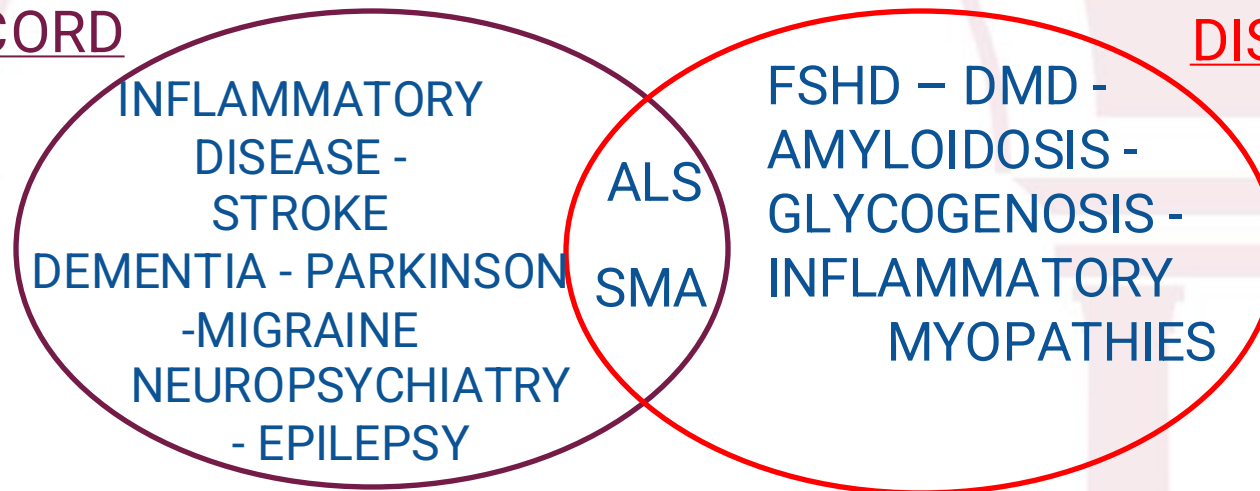 CORD
DIS
INFLAMMATORY
DISEASE -
STROKE
DEMENTIA - PARKINSON
-MIGRAINE
NEUROPSYCHIATRY
- EPILEPSY
ALS
SMA
FSHD – DMD -
AMYLOIDOSIS -
GLYCOGENOSIS -
INFLAMMATORY
MYOPATHIES